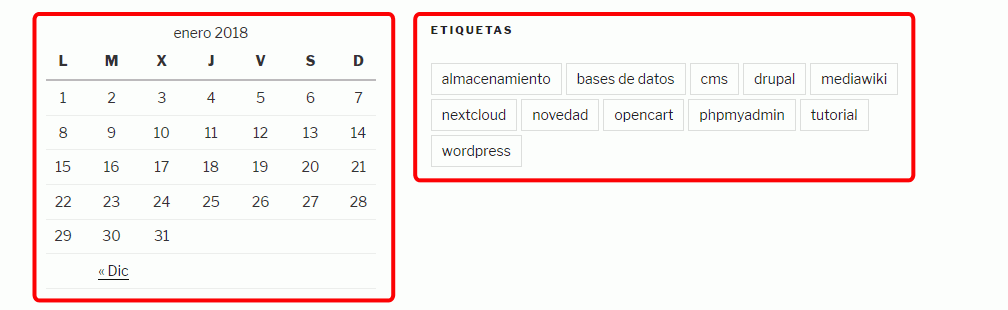 enero 2018
L M X J V S D
1 2 3 4 5 6 7
8 9 10 11 12 13 14
15 16 17 18 19 20 21
22 23 24 25 26 27 28
29 30 31
« Dic
ETIQUETAS
almacenamiento bases de datos cms drupal mediawiki
nextcloud novedad opencart phpmyadmin tutorial
wordpress